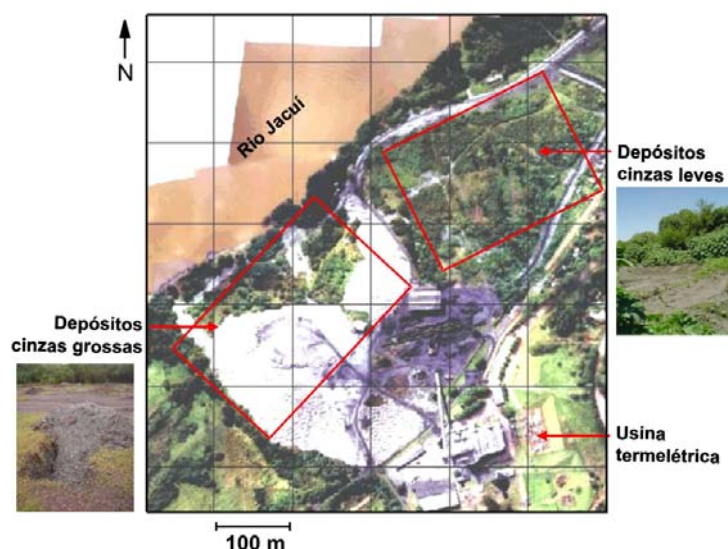 N
Rio Jacuí
Depósitos
cinzas leves
Depósitos
cinzas grossas
Usina
termelétrica
100 m